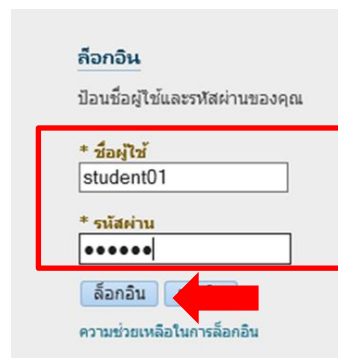 ล็อกอิน
ป้อนชื่อผู้ใช้และรหัสผ่านของคุณ
* ชื่อผู้ใช้
student01
* รหัสผ่าน
••••••
ล็อกอิน
ความช่วยเหลือในการล็อกอิน